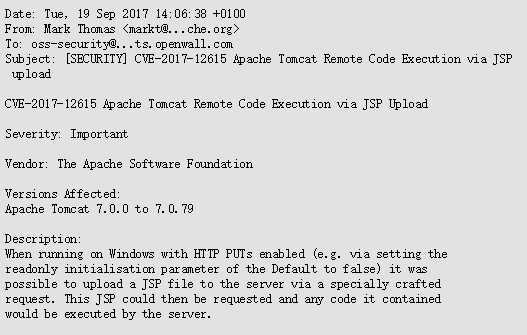 Date: Tue, 19 Sep 2017 14:06:38 +0100
From: Mark Thomas <markt@...che.org>
To: oss-security@...ts.openwall.com
Subject: [SECURITY] CVE-2017-12615 Apache Tomcat Remote Code Execution via JSP
upload
CVE-2017-12615 Apache Tomcat Remote Code Execution via JSP Upload
Severity: Important
Vendor: The Apache Software Foundation
Versions Affected:
Apache Tomcat 7.0.0 to 7.0.79
Description:
When running on Windows with HTTP PUTs enabled (e.g. via setting the
readonly initialisation parameter of the Default to false) it was
possible to upload a JSP file to the server via a specially crafted
request. This JSP could then be requested and any code it contained
would be executed by the server.